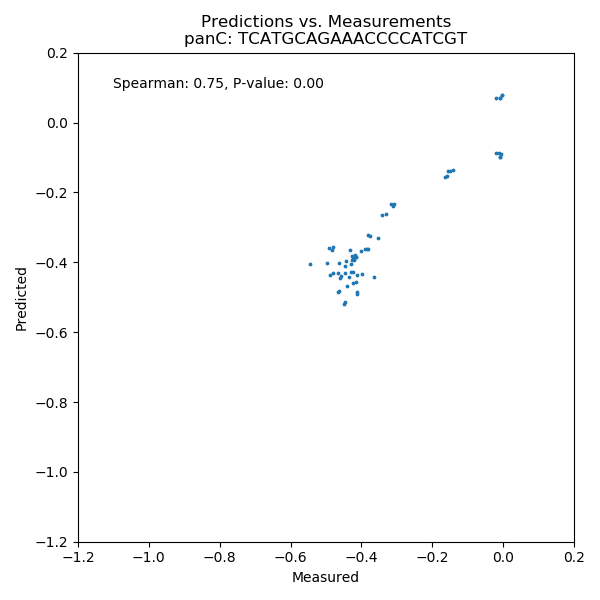 Predictions vs. Measurements
panC: TCATGCAGAAACCCCATCGT
Spearman: 0.75, P-value: 0.00
0.2
0.0
−0.2
−0.4
−0.6
−0.8
−1.0
−1.2
Predicted
−1.2 −1.0 −0.8 −0.6 −0.4 −0.2 0.0 0.2
Measured